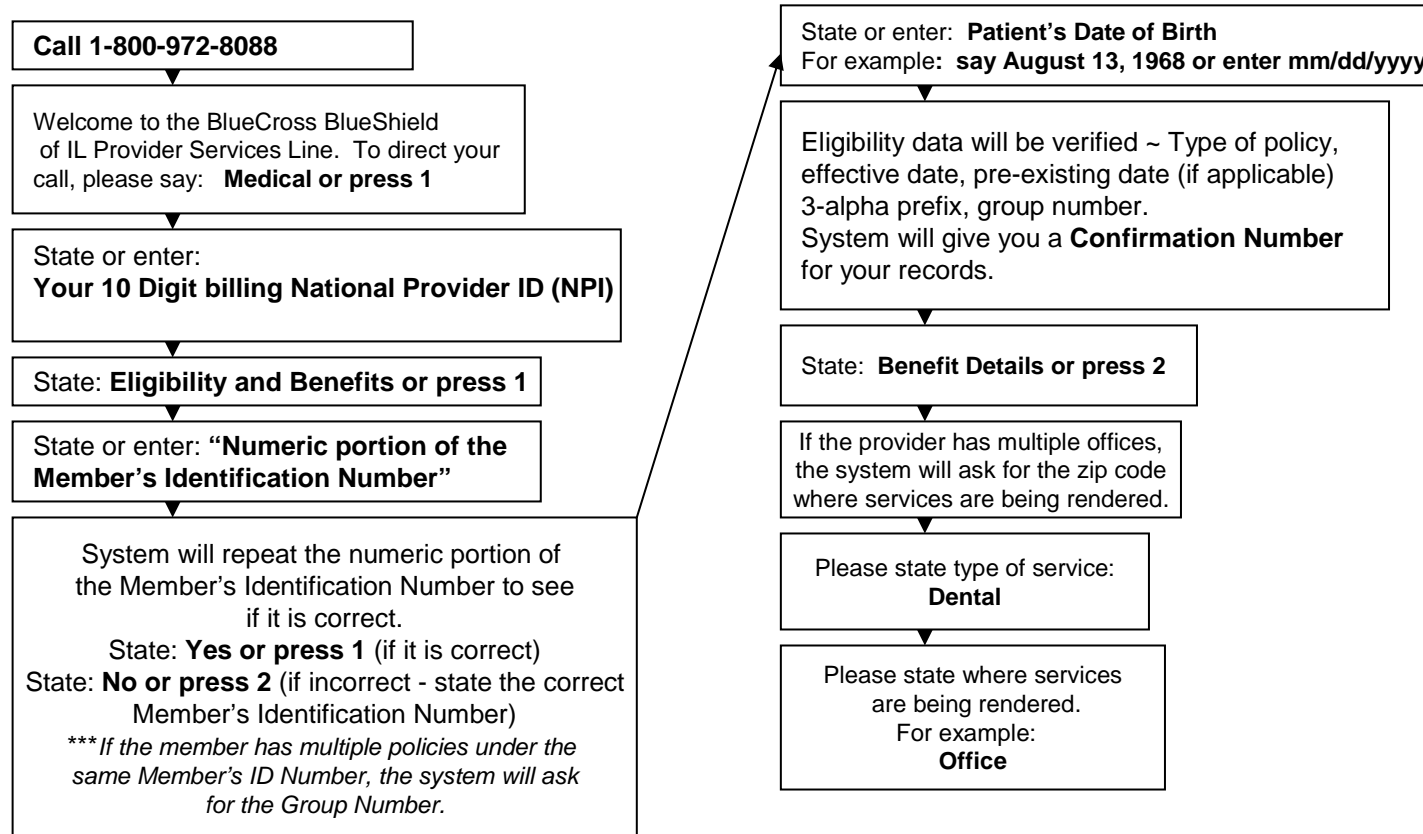 Call 1-800-972-8088
Welcome to the BlueCross BlueShield
of IL Provider Services Line. To direct your
call, please say: Medical or press 1
State or enter:
Your 10 Digit billing National Provider ID (NPI)
State: Eligibility and Benefits or press 1
State or enter: “Numeric portion of the
Member’s Identification Number”
System will repeat the numeric portion of
the Member’s Identification Number to see
if it is correct.
State: Yes or press 1 (if it is correct)
State: No or press 2 (if incorrect - state the correct
Member’s Identification Number)
***If the member has multiple policies under the
same Member’s ID Number, the system will ask
for the Group Number.
State or enter: Patient’s Date of Birth
For example: say August 13, 1968 or enter mm/dd/yyyy
Eligibility data will be verified ~ Type of policy,
effective date, pre-existing date (if applicable)
3-alpha prefix, group number.
System will give you a Confirmation Number
for your records.
State: Benefit Details or press 2
If the provider has multiple offices,
the system will ask for the zip code
where services are being rendered.
Please state type of service:
Dental
Please state where services
are being rendered.
For example:
Office